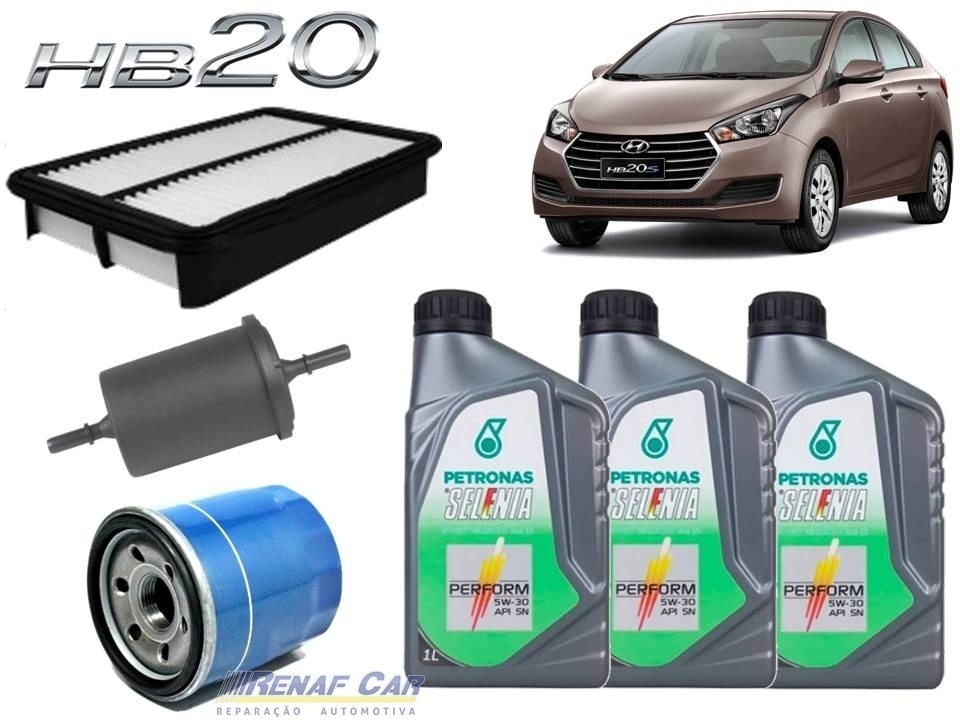 HB20
HB20S
PETRONAS
SELENIA
PERFORM
5W-30
API SN
1L
PETRONAS
SELENIA
PERFORM
5W-30
API SN
PETRONAS
SELENIA
PERFORM
5W-30
API SN
RENAF CAR
REPARAÇÃO AUTOMOTIVA